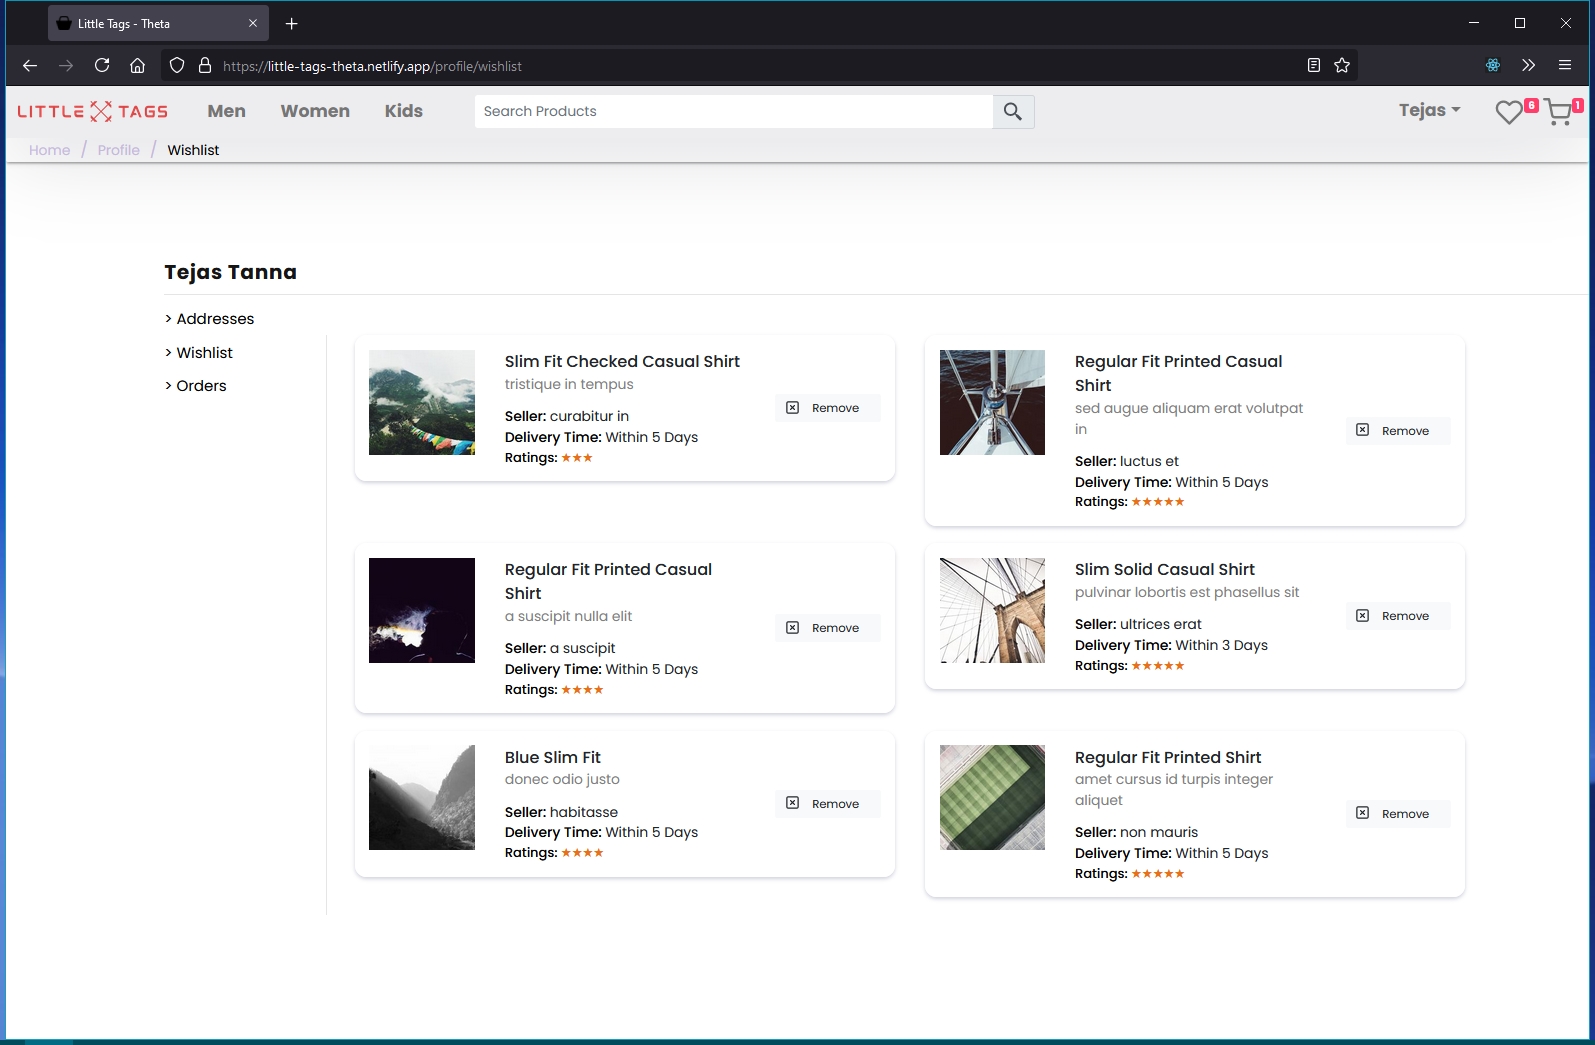 Little Tags - Theta
https://little-tags-theta.netlify.app/profile/wishlist
LITTLE TAGS
Men
Women
Kids
Search Products
Tejas
6
1
Home / Profile / Wishlist
Tejas Tanna
> Addresses
> Wishlist
> Orders
Slim Fit Checked Casual Shirt
tristique in tempus
Seller: curabitur in
Delivery Time: Within 5 Days
Ratings: ★★★
Remove
Regular Fit Printed Casual
Shirt
sed augue aliquam erat volutpat
in
Seller: luctus et
Delivery Time: Within 5 Days
Ratings: ★★★★★
Remove
Regular Fit Printed Casual
Shirt
a suscipit nulla elit
Seller: a suscipit
Delivery Time: Within 5 Days
Ratings: ★★★★
Remove
Slim Solid Casual Shirt
pulvinar lobortis est phasellus sit
Seller: ultrices erat
Delivery Time: Within 3 Days
Ratings: ★★★★★
Remove
Blue Slim Fit
donec odio justo
Seller: habitasse
Delivery Time: Within 5 Days
Ratings: ★★★★
Remove
Regular Fit Printed Shirt
amet cursus id turpis integer
aliquet
Seller: non mauris
Delivery Time: Within 5 Days
Ratings: ★★★★★
Remove